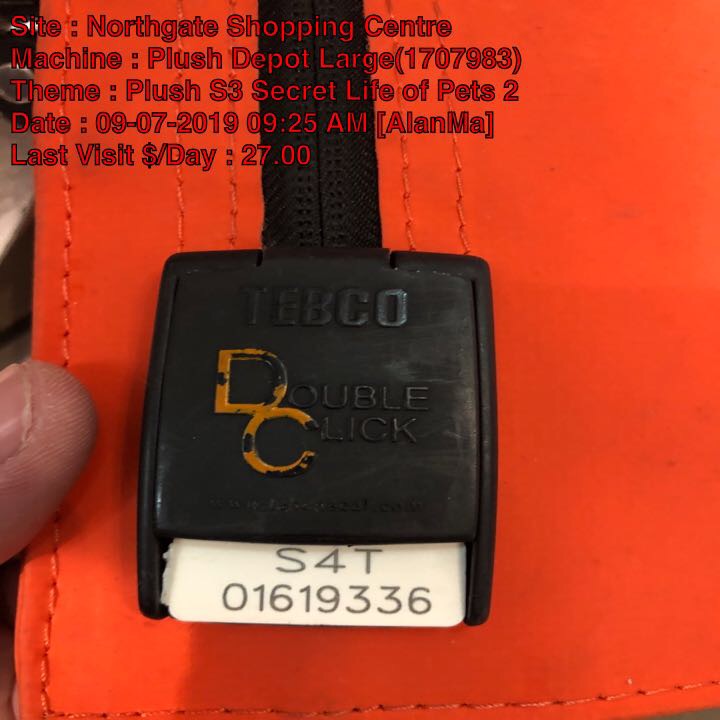 Site : Northgate Shopping Centre
Machine : Plush Depot Large(1707983)
Theme : Plush S3 Secret Life of Pets 2
Date : 09-07-2019 09:25 AM [AlanMa]
Last Visit $/Day : 27.00
TEBCO
DOUBLE
CLICK
S4T
01619336